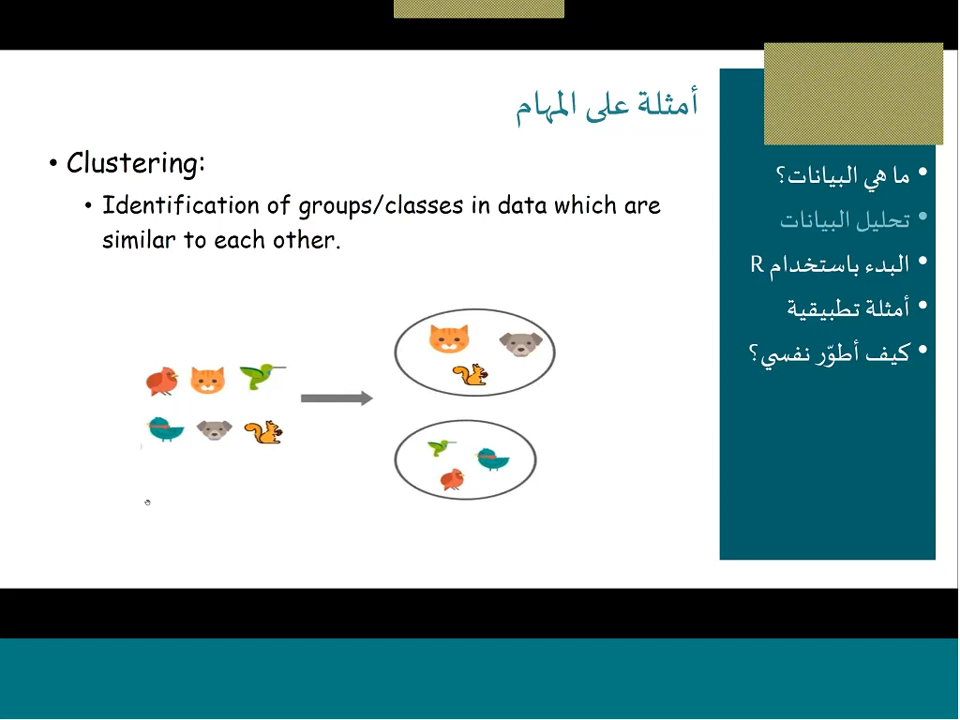 أمثلة على المهام
• Clustering:
• Identification of groups/classes in data which are
similar to each other.
• ما هي البيانات؟
• تحليل البيانات
• البدء باستخدام R
• أمثلة تطبيقية
• كيف أطوّر نفسي؟